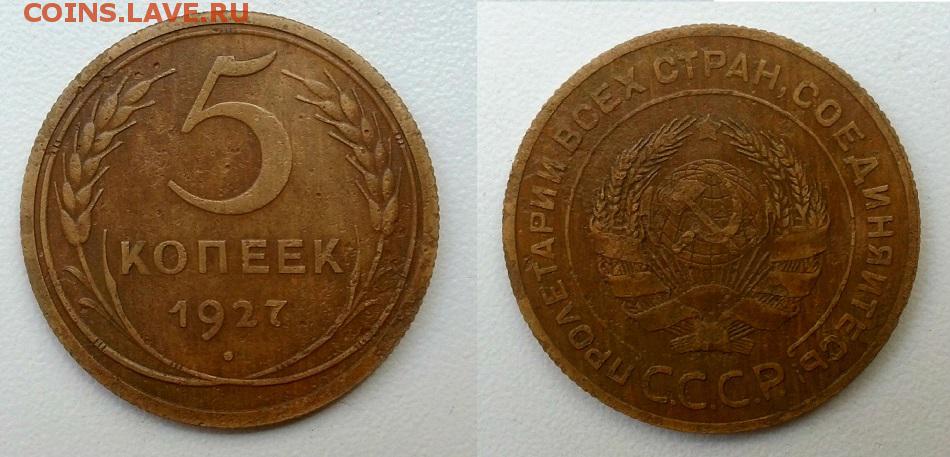 COINS.LAVE.RU
5
КОПЕЕК
1927
ПРОЛЕТАРИИ ВСЕХ СТРАН, СОЕДИНЯЙТЕСЬ!
С.С.С.Р.